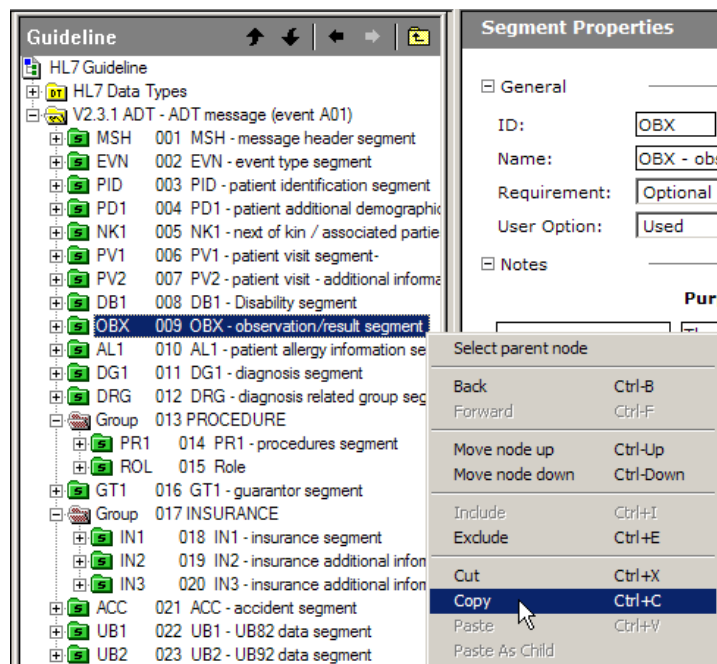 Guideline
HL7 Guideline
DT HL7 Data Types
V2.3.1 ADT - ADT message (event A01)
S MSH 001 MSH - message header segment
S EVN 002 EVN - event type segment
S PID 003 PID - patient identification segment
S PD1 004 PD1 - patient additional demographic
S NK1 005 NK1 - next of kin / associated partie
S PV1 006 PV1 - patient visit segment-
S PV2 007 PV2 - patient visit - additional informa
S DB1 008 DB1 - Disability segment
S OBX 009 OBX - observation/result segment
S AL1 010 AL1 - patient allergy information se
S DG1 011 DG1 - diagnosis segment
S DRG 012 DRG - diagnosis related group seg
Group 013 PROCEDURE
S PR1 014 PR1 - procedures segment
S ROL 015 Role
S GT1 016 GT1 - guarantor segment
Group 017 INSURANCE
S IN1 018 IN1 - insurance segment
S IN2 019 IN2 - insurance additional infor
S IN3 020 IN3 - insurance additional infor
S ACC 021 ACC - accident segment
S UB1 022 UB1 - UB82 data segment
S UB2 023 UB2 - UB92 data segment
Segment Properties
General
ID: OBX
Name: OBX - obs
Requirement: Optional
User Option: Used
Notes
Pur
Select parent node
Back Ctrl-B
Forward Ctrl-F
Move node up Ctrl-Up
Move node down Ctrl-Down
Include Ctrl+I
Exclude Ctrl+E
Cut Ctrl+X
Copy Ctrl+C
Paste Ctrl+V
Paste As Child